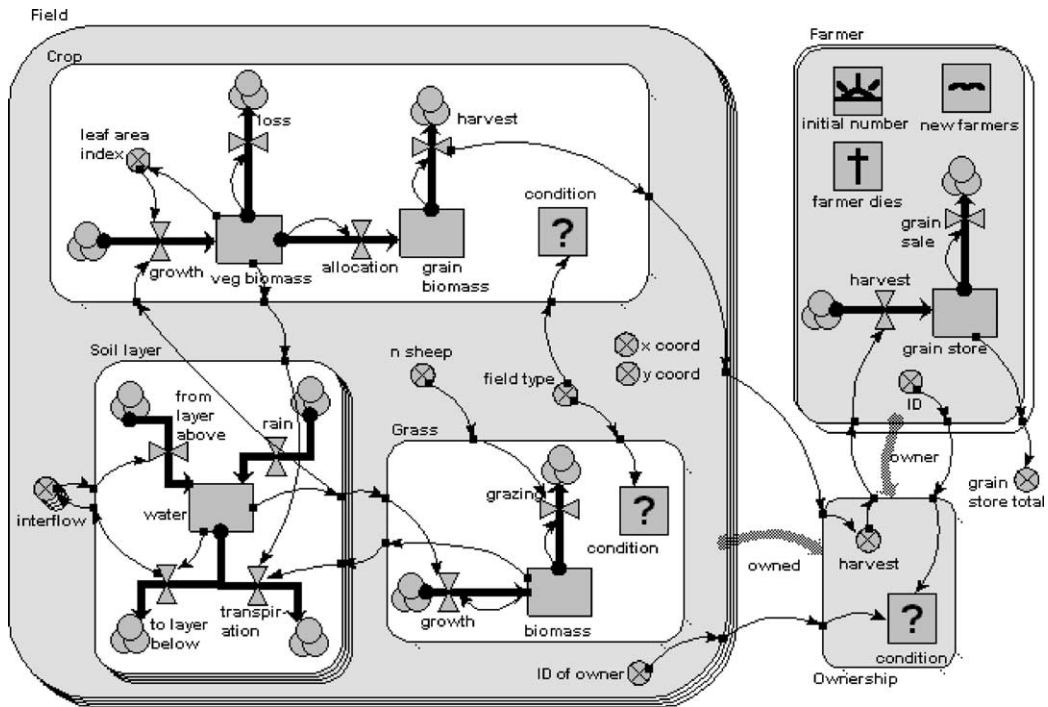 Field
Crop
loss
harvest
leaf area
index
condition
?
growth
veg biomass
allocation
grain
biomass
Soil layer
from
layer
above
rain
interflow
water
to layer
below
transpir-
ation
n sheep
field type
x coord
y coord
Grass
grazing
?
condition
growth
biomass
ID of owner
Farmer
initial number
new farmers
farmer dies
grain
sale
harvest
grain store
ID
owner
grain
store total
owned
harvest
?
condition
Ownership